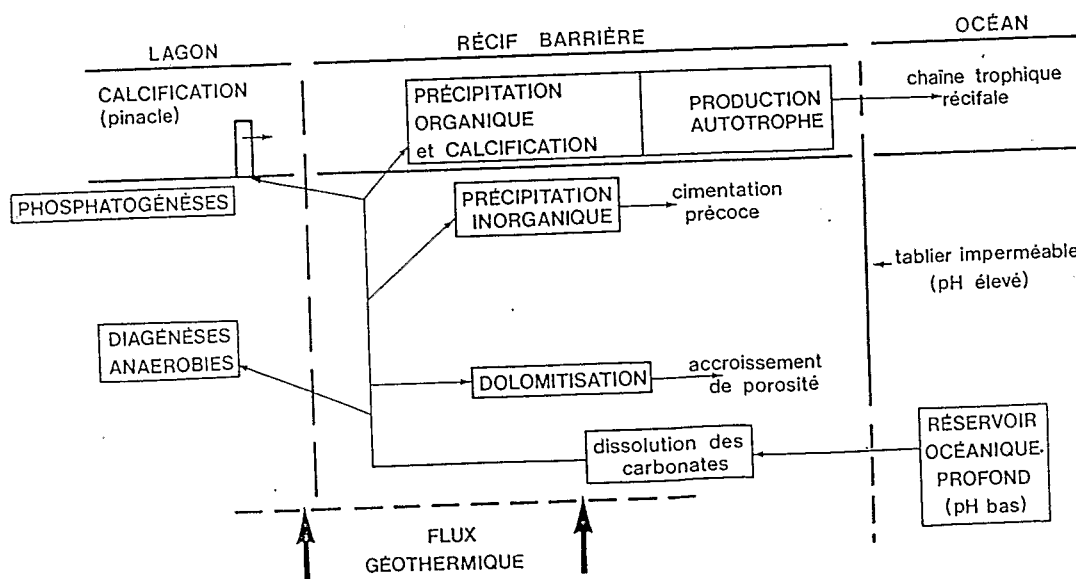 LAGON
RÉCIF BARRIÈRE
OCÉAN
CALCIFICATION
(pinacle)
PRÉCIPITATION
ORGANIQUE
et CALCIFICATION
PRODUCTION
AUTOTROPHE
chaîne trophique
récifale
PHOSPHATOGÉNÈSES
PRÉCIPITATION
INORGANIQUE
cimentation
précoce
tablier imperméable
(pH élevé)
DIAGÉNÈSES
ANAEROBIES
DOLOMITISATION
accroissement
de porosité
dissolution des
carbonates
RÉSERVOIR
OCÉANIQUE.
PROFOND
(pH bas)
FLUX
GÉOTHERMIQUE